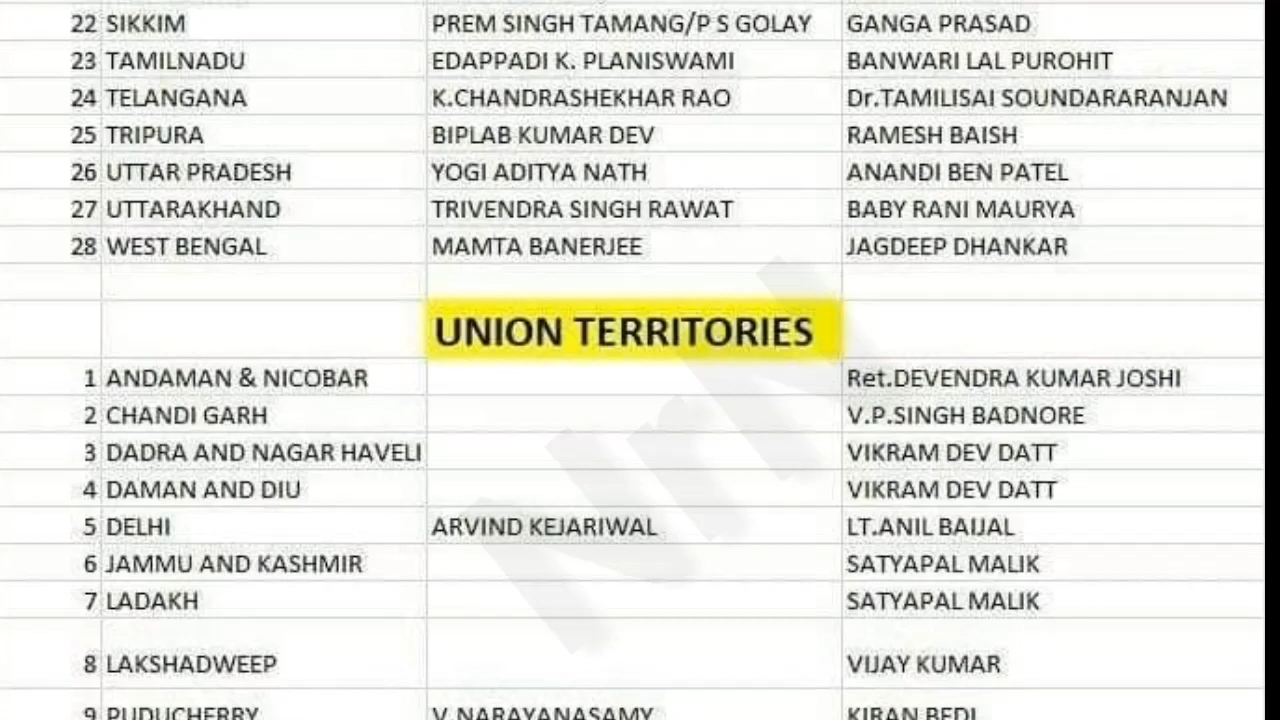 22 SIKKIM PREM SINGH TAMANG/P S GOLAY GANGA PRASAD
23 TAMILNADU EDAPPADI K. PLANISWAMI BANWARI LAL PUROHIT
24 TELANGANA K.CHANDRASHEKHAR RAO Dr.TAMILISAI SOUNDARARANJAN
25 TRIPURA BIPLAB KUMAR DEV RAMESH BAISH
26 UTTAR PRADESH YOGI ADITYA NATH ANANDI BEN PATEL
27 UTTARAKHAND TRIVENDRA SINGH RAWAT BABY RANI MAURYA
28 WEST BENGAL MAMTA BANERJEE JAGDEEP DHANKAR
UNION TERRITORIES
1 ANDAMAN & NICOBAR Ret.DEVENDRA KUMAR JOSHI
2 CHANDI GARH V.P.SINGH BADNORE
3 DADRA AND NAGAR HAVELI VIKRAM DEV DATT
4 DAMAN AND DIU VIKRAM DEV DATT
5 DELHI ARVIND KEJARIWAL LT.ANIL BAIJAL
6 JAMMU AND KASHMIR SATYAPAL MALIK
7 LADAKH SATYAPAL MALIK
8 LAKSHADWEEP VIJAY KUMAR
9 PUDUCHERRY V.NARAYANASAMY KIRAN BEDI